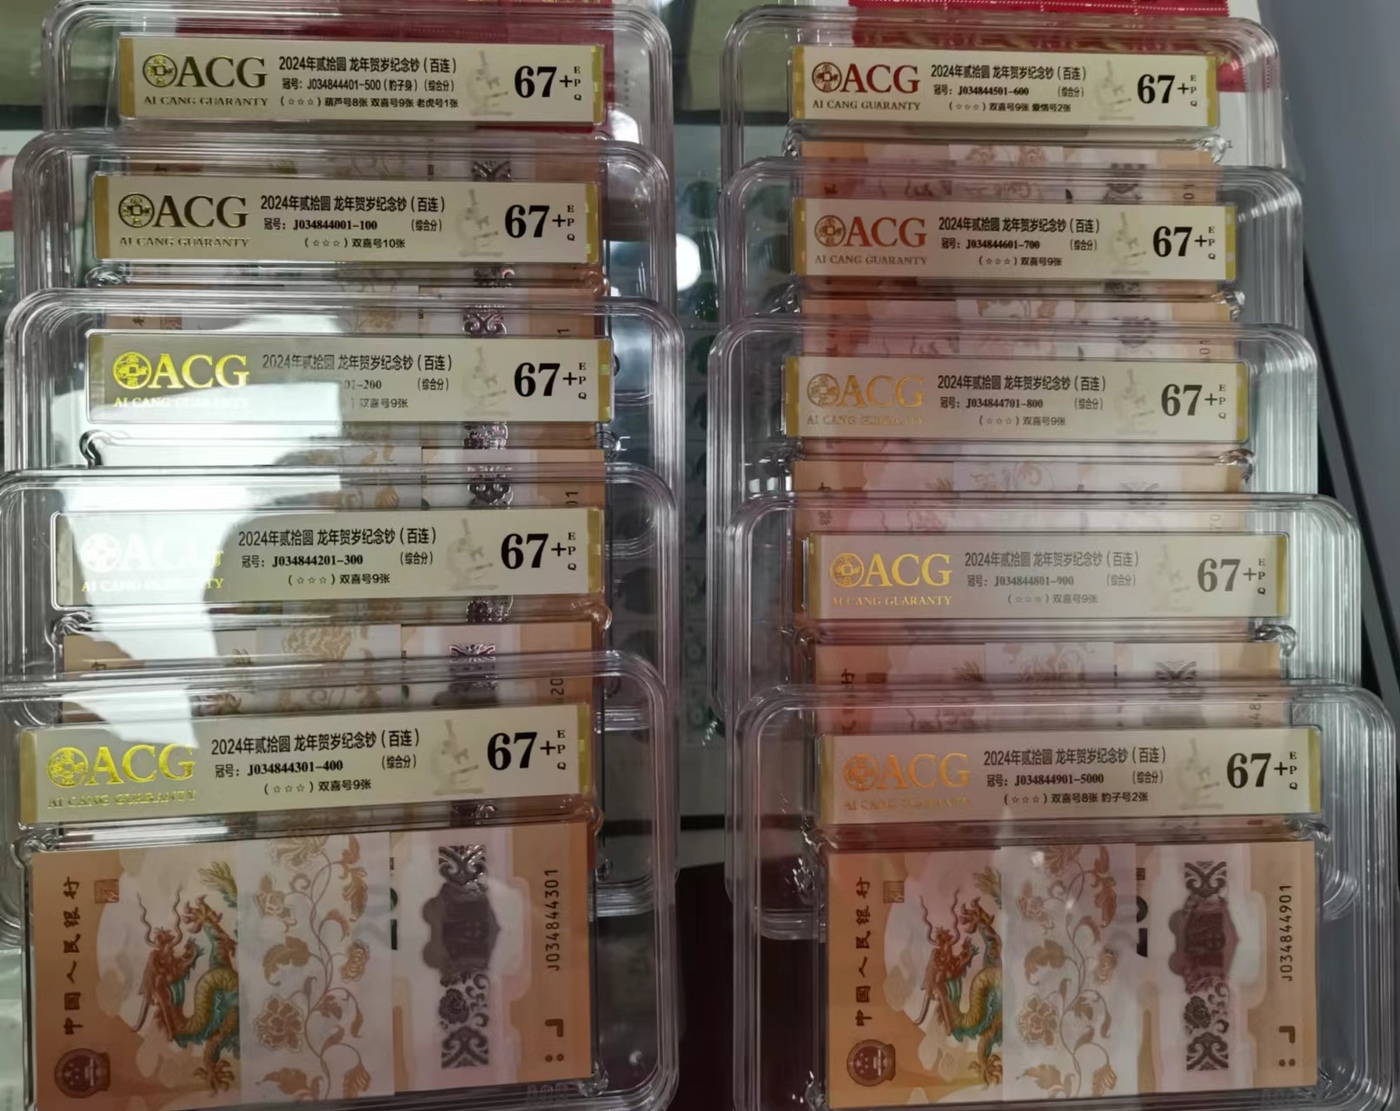 ACG
AI CANG GUARANTY
2024年贰拾圆 龙年贺岁纪念钞(百连)
冠号: J034844401-500 (豹子身) (综合分)
(☆☆☆) 葫芦号8张 双喜号9张 老虎号1张
67+ EPQ
ACG
AI CANG GUARANTY
2024年贰拾圆 龙年贺岁纪念钞(百连)
冠号: J034844001-100 (综合分)
(☆☆☆) 双喜号10张
67+ EPQ
ACG
AI CANG GUARANTY
2024年贰拾圆 龙年贺岁纪念钞(百连)
01-200 (综合分)
) 双喜号9张
67+ EPQ
ACG
AI CANG GUARANTY
2024年贰拾圆 龙年贺岁纪念钞(百连)
冠号: J034844201-300 (综合分)
(☆☆☆) 双喜号9张
67+ EPQ
ACG
AI CANG GUARANTY
2024年贰拾圆 龙年贺岁纪念钞(百连)
冠号: J034844301-400 (综合分)
(☆☆☆) 双喜号9张
67+ EPQ
中国人民银行
J034844301
ACG
AI CANG GUARANTY
2024年贰拾圆 龙年贺岁纪念钞(百连)
冠号: J034844501-600 (综合分)
(☆☆☆) 双喜号9张 爱情号2张
67+ EPQ
ACG
AI CANG GUARANTY
2024年贰拾圆 龙年贺岁纪念钞(百连)
冠号: J034844601-700 (综合分)
(☆☆☆) 双喜号9张
67+ EPQ
ACG
AI CANG GUARANTY
2024年贰拾圆 龙年贺岁纪念钞(百连)
冠号: J034844701-800 (综合分)
(☆☆☆) 双喜号9张
67+ EPQ
ACG
AI CANG GUARANTY
2024年贰拾圆 龙年贺岁纪念钞(百连)
冠号: J034844801-900 (综合分)
(☆☆☆) 双喜号9张
67+ EPQ
ACG
AI CANG GUARANTY
2024年贰拾圆 龙年贺岁纪念钞(百连)
冠号: J034844901-5000 (综合分)
(☆☆☆) 双喜号8张 豹子号2张
67+ EPQ
中国人民银行
J034844901